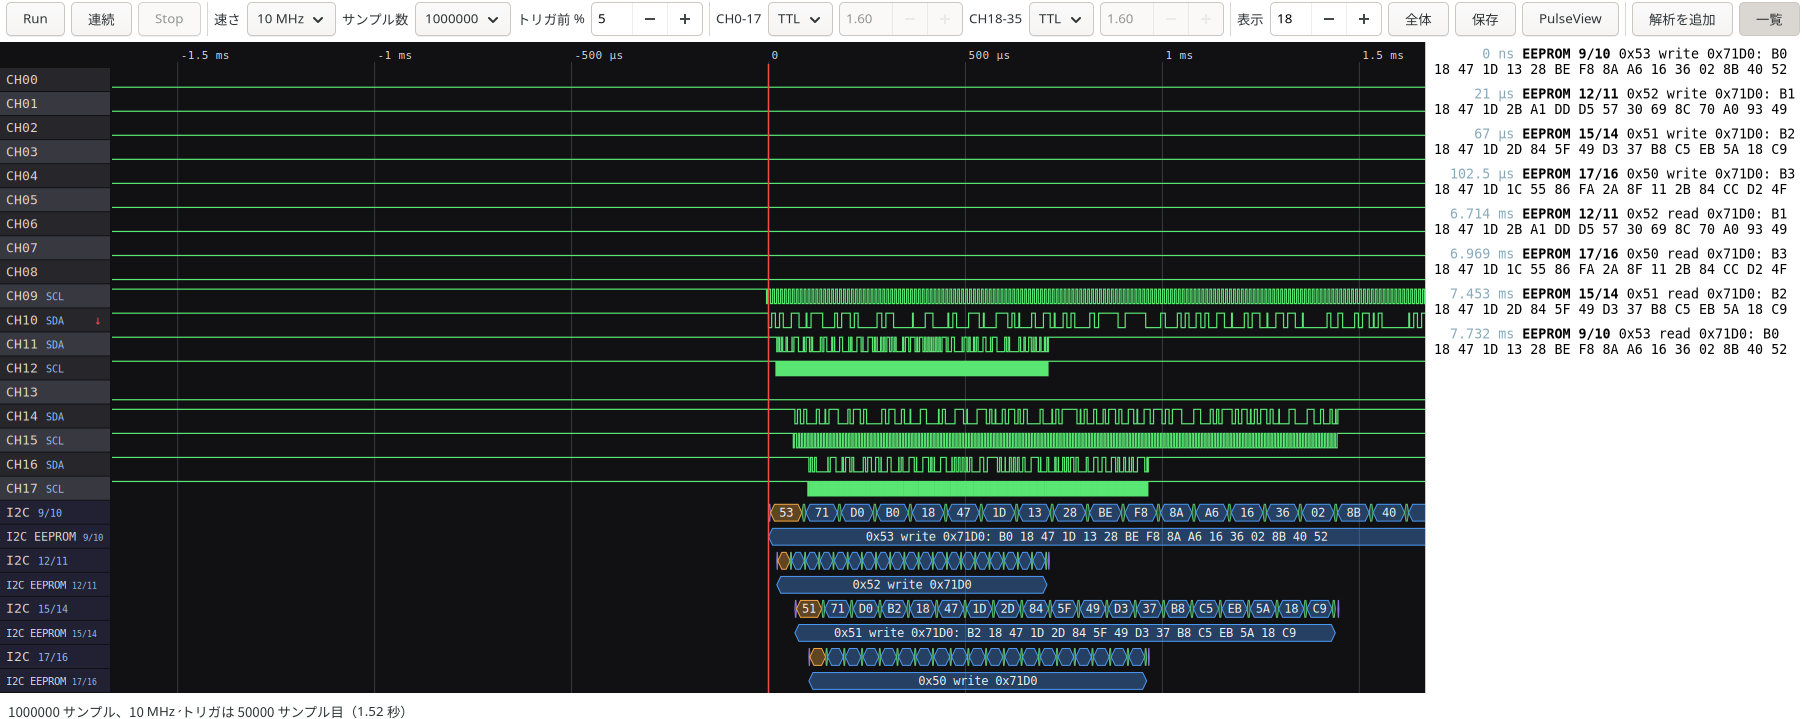 Run 連続 Stop 速さ 10 MHz サンプル数 1000000 トリガ前 % 5 − + CH0-17 TTL 1.60 − + CH18-35 TTL 1.60 − + 表示 18 − + 全体 保存 PulseView 解析を追加 一覧
-1.5 ms -1 ms -500 µs 0 500 µs 1 ms 1.5 ms
CH00
CH01
CH02
CH03
CH04
CH05
CH06
CH07
CH08
CH09 SCL
CH10 SDA ↓
CH11 SDA
CH12 SCL
CH13
CH14 SDA
CH15 SCL
CH16 SDA
CH17 SCL
I2C 9/10 53 71 D0 B0 18 47 1D 13 28 BE F8 8A A6 16 36 02 8B 40
I2C EEPROM 9/10 0x53 write 0x71D0: B0 18 47 1D 13 28 BE F8 8A A6 16 36 02 8B 40 52
I2C 12/11
I2C EEPROM 12/11 0x52 write 0x71D0
I2C 15/14 51 71 D0 B2 18 47 1D 2D 84 5F 49 D3 37 B8 C5 EB 5A 18 C9
I2C EEPROM 15/14 0x51 write 0x71D0: B2 18 47 1D 2D 84 5F 49 D3 37 B8 C5 EB 5A 18 C9
I2C 17/16
I2C EEPROM 17/16 0x50 write 0x71D0
0 ns EEPROM 9/10 0x53 write 0x71D0: B0
18 47 1D 13 28 BE F8 8A A6 16 36 02 8B 40 52
21 µs EEPROM 12/11 0x52 write 0x71D0: B1
18 47 1D 2B A1 DD D5 57 30 69 8C 70 A0 93 49
67 µs EEPROM 15/14 0x51 write 0x71D0: B2
18 47 1D 2D 84 5F 49 D3 37 B8 C5 EB 5A 18 C9
102.5 µs EEPROM 17/16 0x50 write 0x71D0: B3
18 47 1D 1C 55 86 FA 2A 8F 11 2B 84 CC D2 4F
6.714 ms EEPROM 12/11 0x52 read 0x71D0: B1
18 47 1D 2B A1 DD D5 57 30 69 8C 70 A0 93 49
6.969 ms EEPROM 17/16 0x50 read 0x71D0: B3
18 47 1D 1C 55 86 FA 2A 8F 11 2B 84 CC D2 4F
7.453 ms EEPROM 15/14 0x51 read 0x71D0: B2
18 47 1D 2D 84 5F 49 D3 37 B8 C5 EB 5A 18 C9
7.732 ms EEPROM 9/10 0x53 read 0x71D0: B0
18 47 1D 13 28 BE F8 8A A6 16 36 02 8B 40 52
1000000 サンプル、10 MHz・トリガは 50000 サンプル目（1.52 秒）